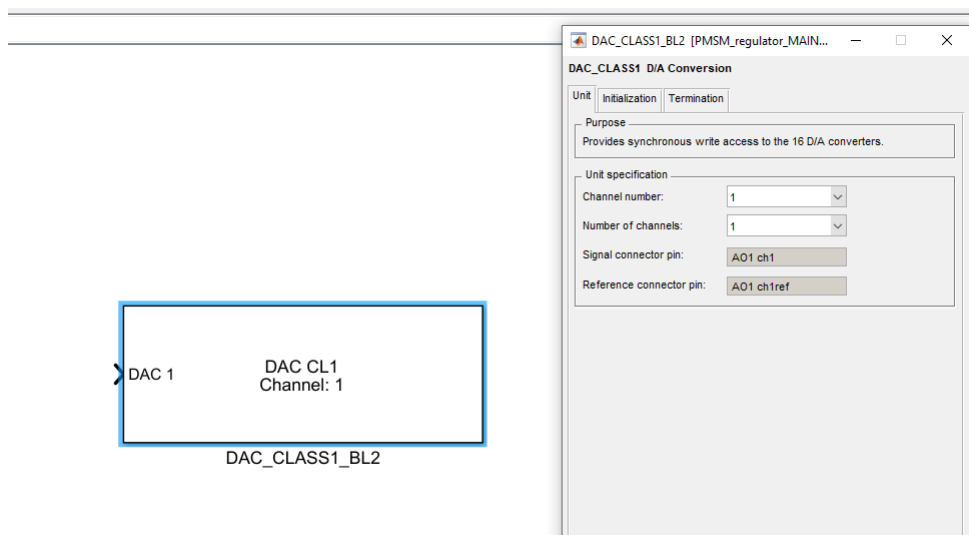 DAC_CLASS1_BL2 [PMSM_regulator_MAIN...
DAC_CLASS1 D/A Conversion
Unit Initialization Termination
Purpose
Provides synchronous write access to the 16 D/A converters.
Unit specification
Channel number: 1
Number of channels: 1
Signal connector pin: AO1 ch1
Reference connector pin: AO1 ch1ref
DAC 1
DAC CL1
Channel: 1
DAC_CLASS1_BL2